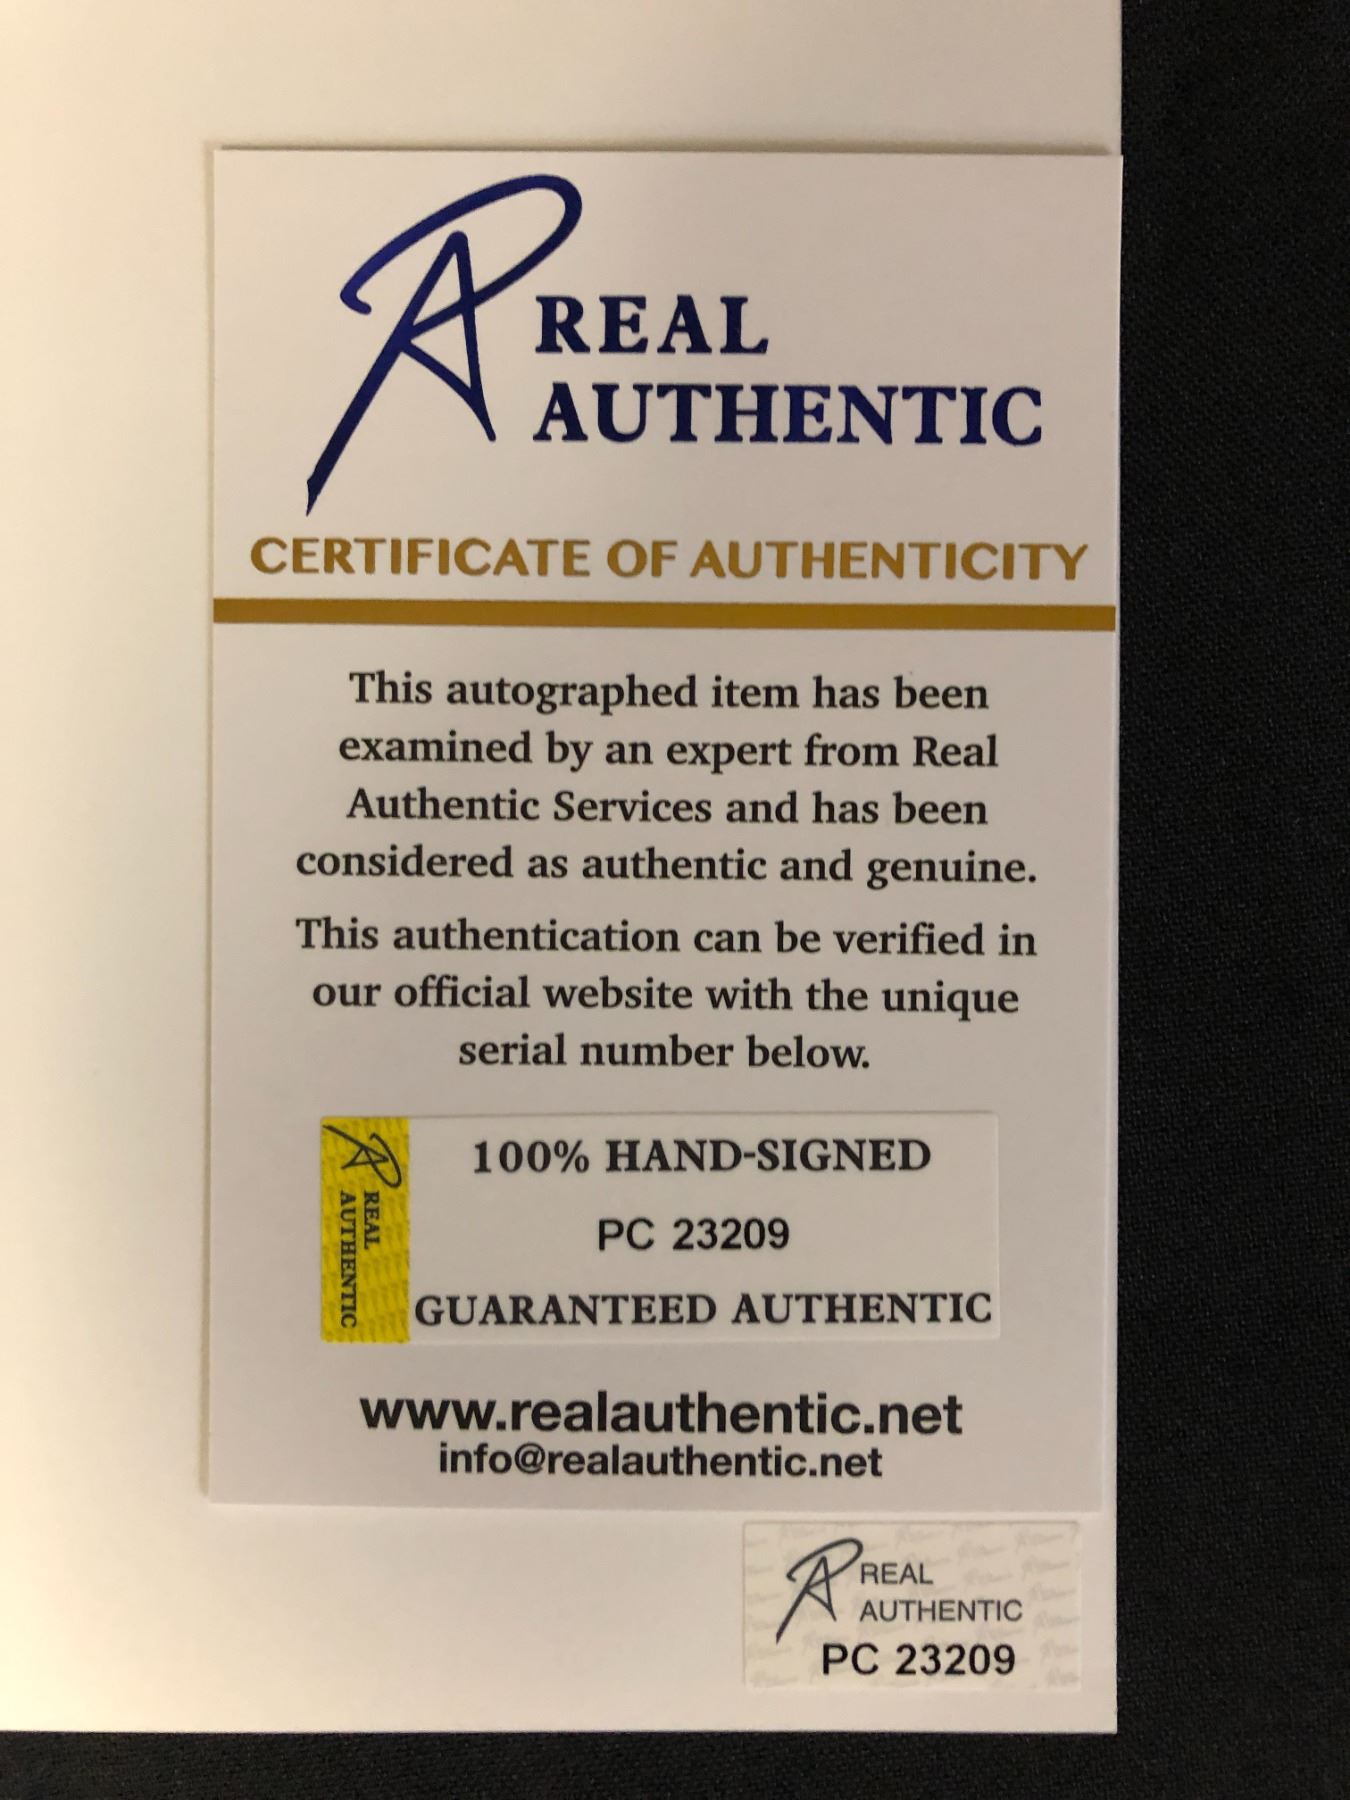 REAL
AUTHENTIC
CERTIFICATE OF AUTHENTICITY
This autographed item has been
examined by an expert from Real
Authentic Services and has been
considered as authentic and genuine.
This authentication can be verified in
our official website with the unique
serial number below.
REAL
AUTHENTIC
100% HAND-SIGNED
PC 23209
GUARANTEED AUTHENTIC
www.realauthentic.net
info@realauthentic.net
REAL
AUTHENTIC
PC 23209